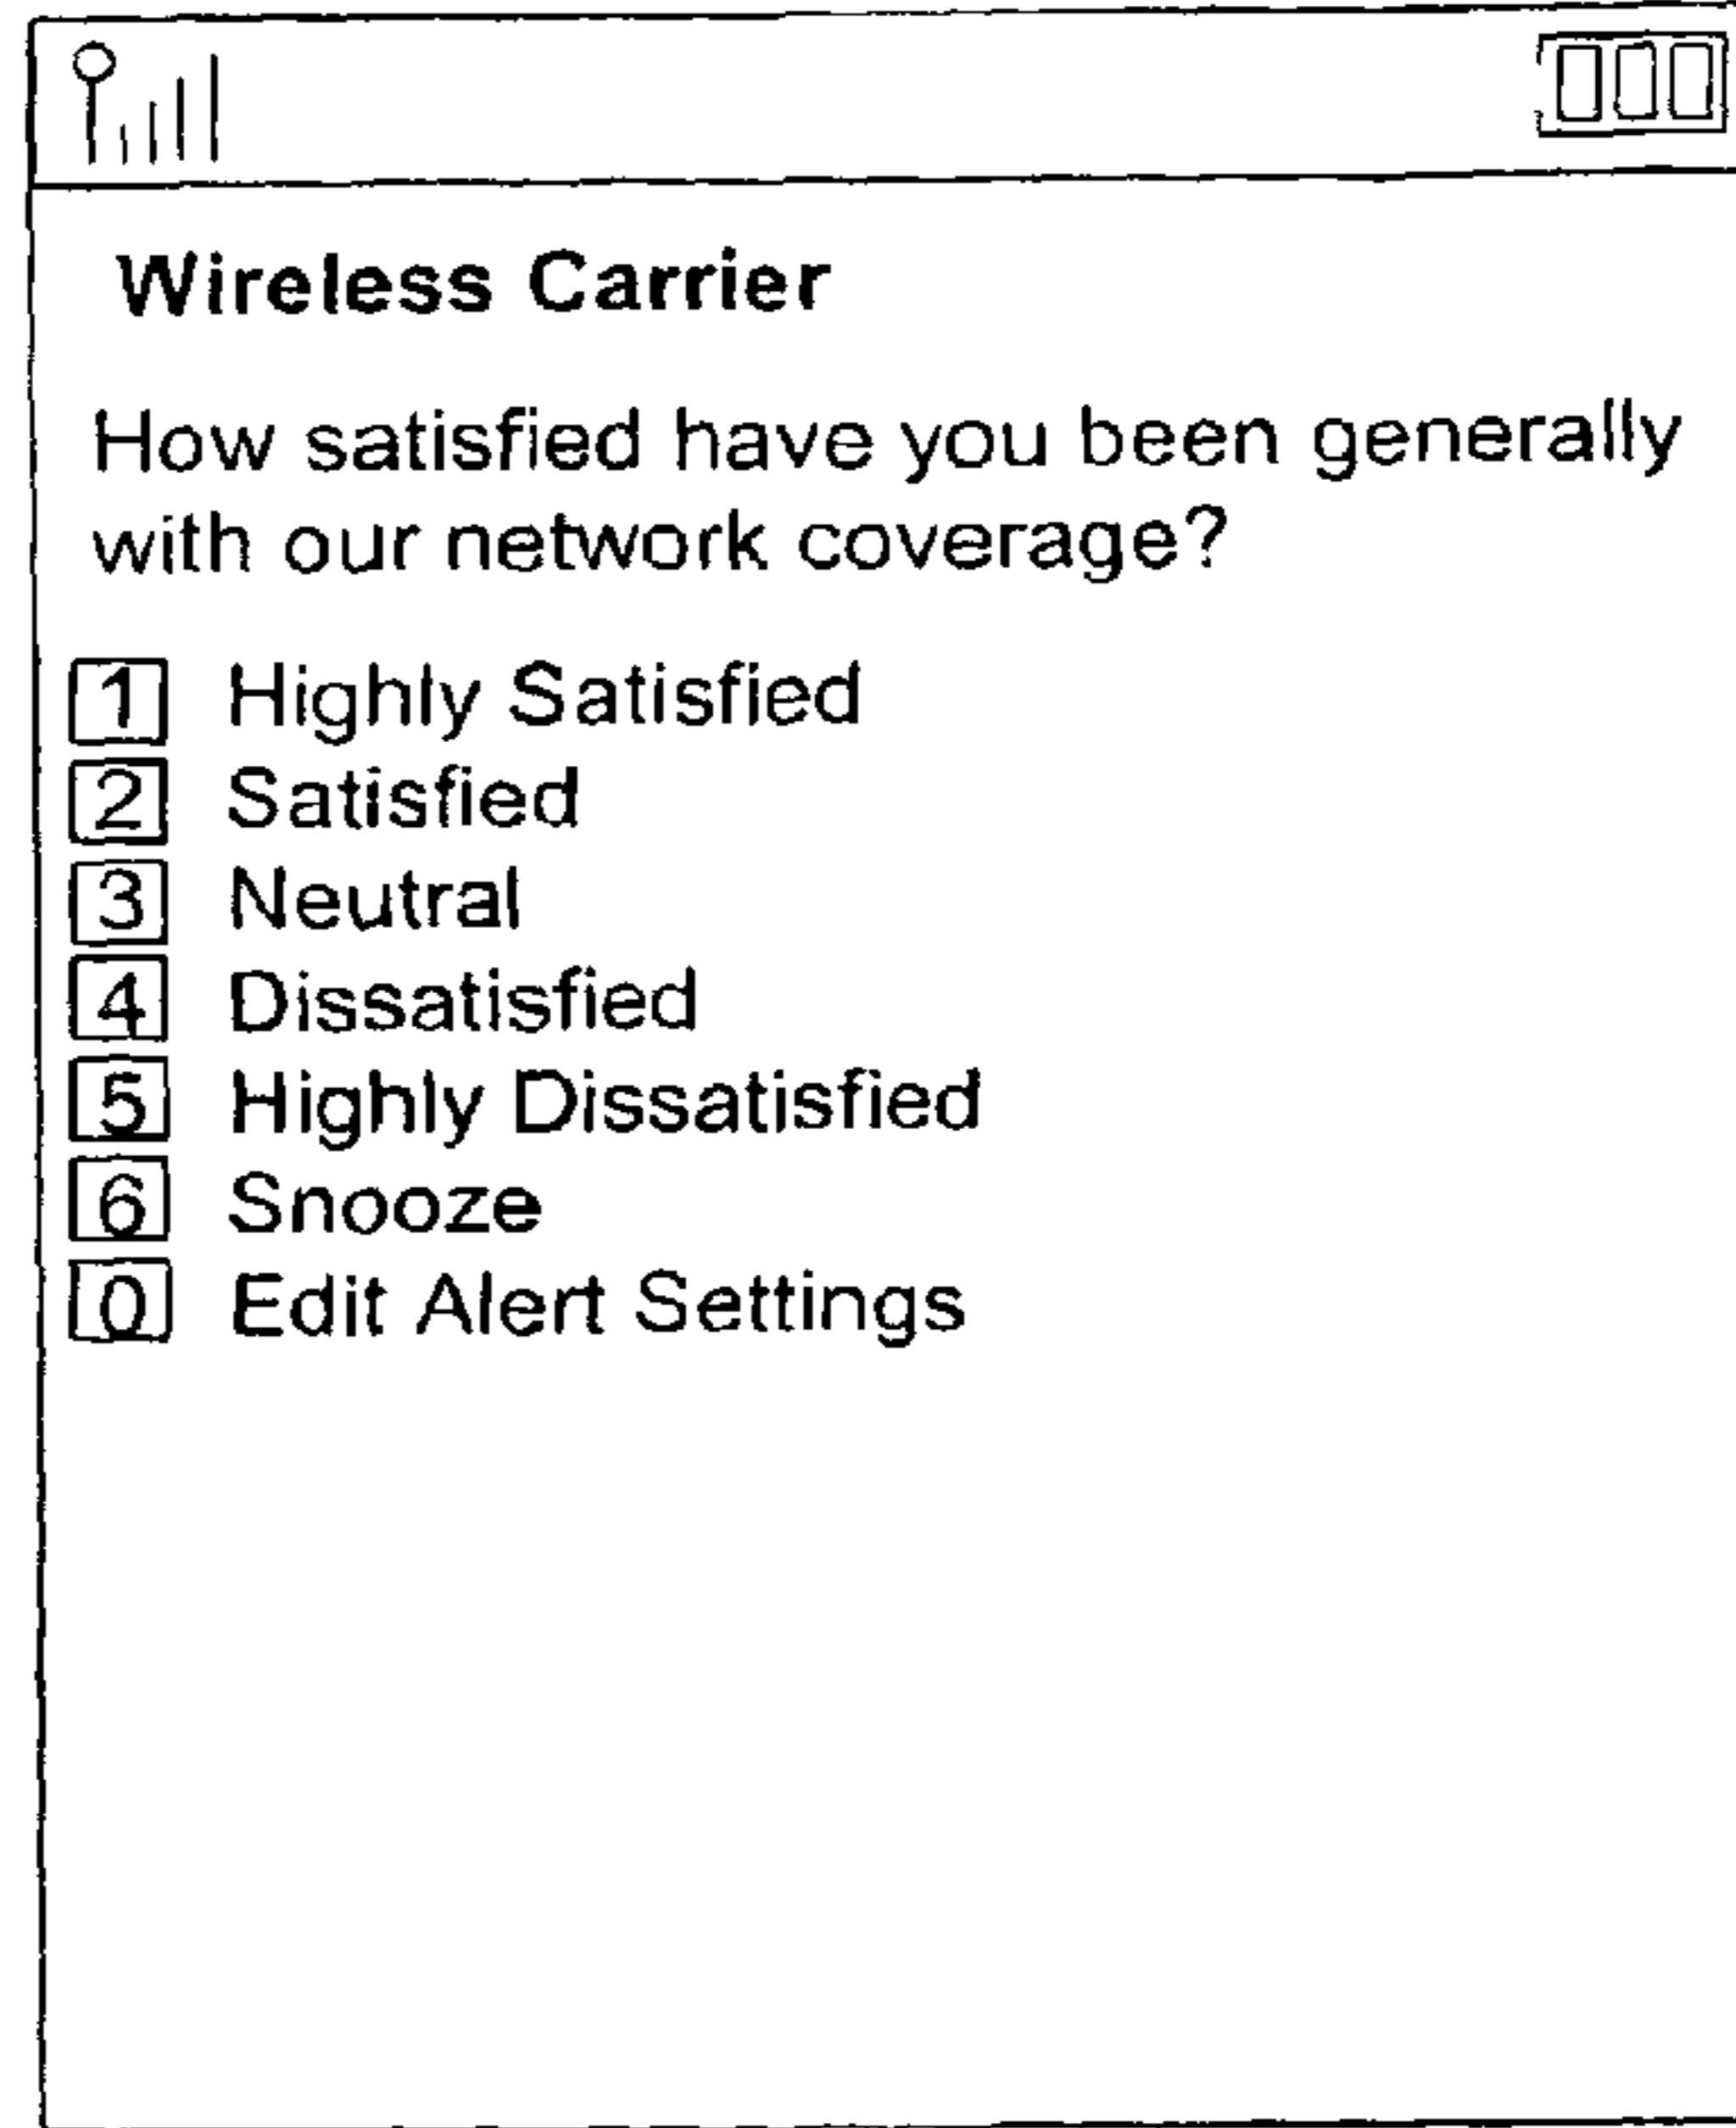 Wireless Carrier
How satisfied have you been generally
with our network coverage?
1 Highly Satisfied
2 Satisfied
3 Neutral
4 Dissatisfied
5 Highly Dissatisfied
6 Snooze
0 Edit Alert Settings